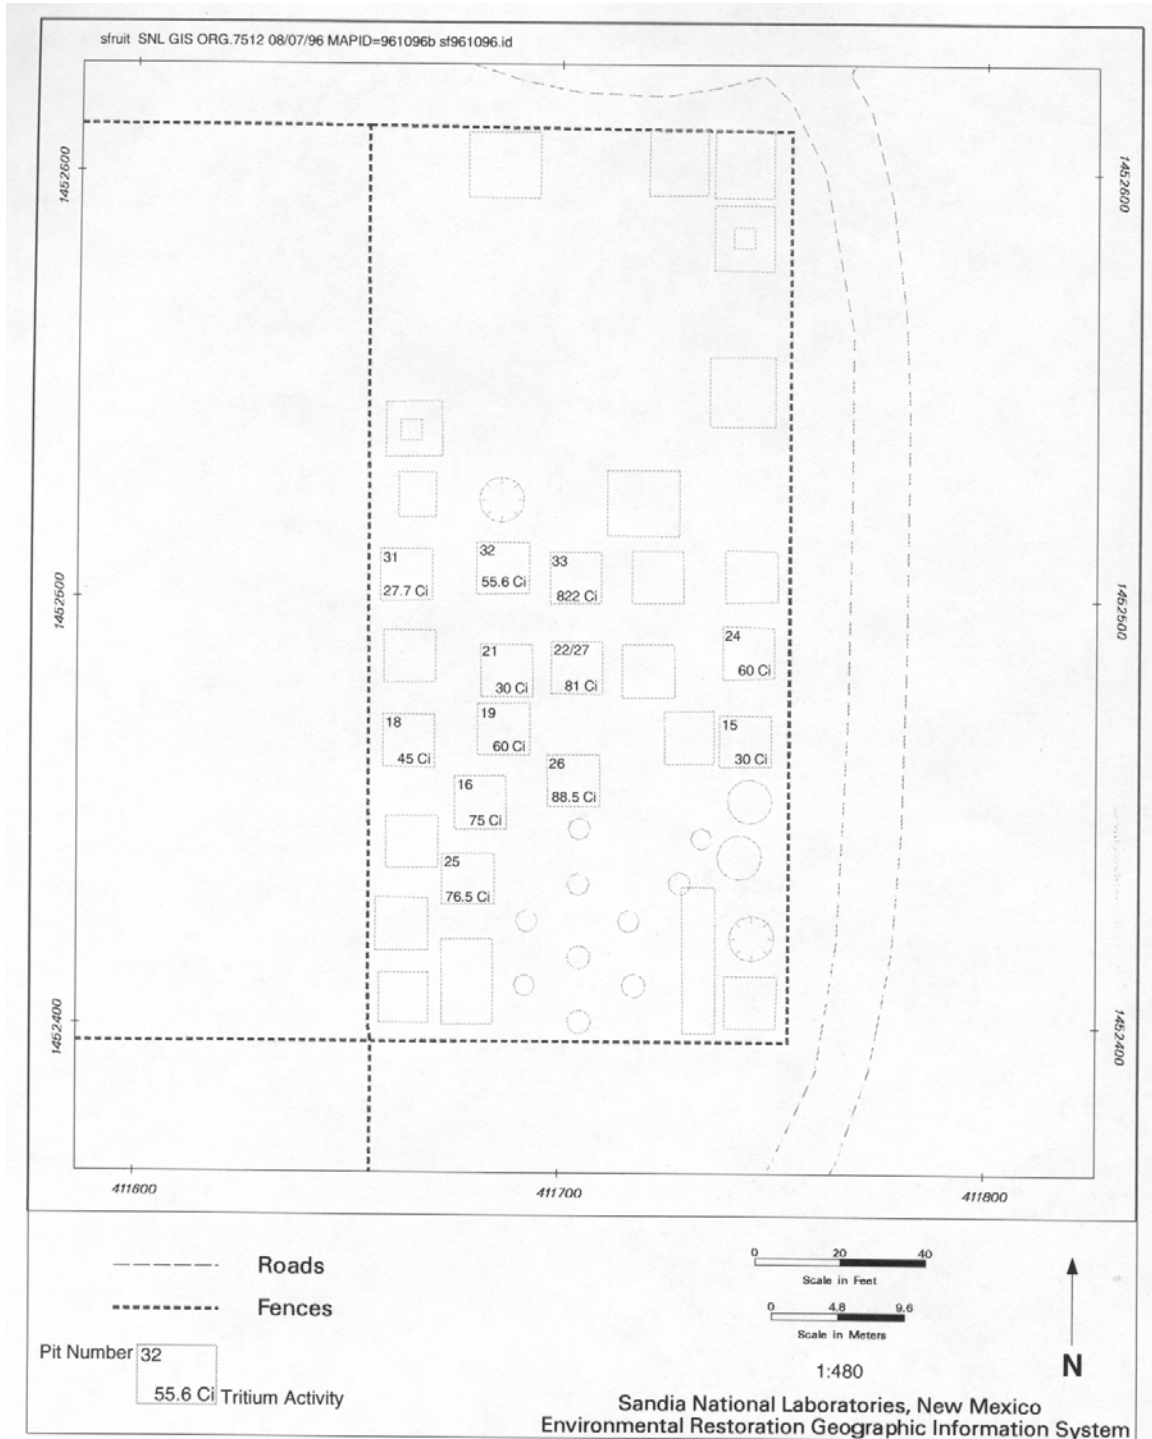 sfruit SNL GIS ORG.7512 08/07/96 MAPID=961096b sf961096.id
1452600
1452600
31
27.7 Ci
32
55.6 Ci
33
822 Ci
1452500
1452500
21
30 Ci
22/27
81 Ci
24
60 Ci
18
45 Ci
19
60 Ci
15
30 Ci
26
88.5 Ci
16
75 Ci
25
76.5 Ci
1452400
1452400
411600
411700
411800
Roads
Fences
Pit Number
32
55.6 Ci
Tritium Activity
0 20 40
Scale in Feet
0 4.8 9.6
Scale in Meters
1:480
N
Sandia National Laboratories, New Mexico
Environmental Restoration Geographic Information System